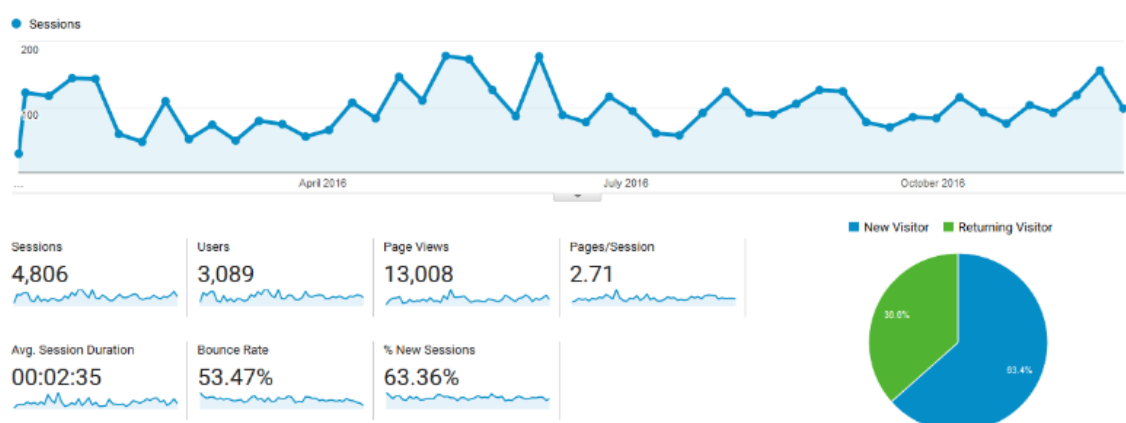 Sessions
200
100
...
April 2016
July 2016
October 2016
New Visitor
Returning Visitor
Sessions
Users
Page Views
Pages/Session
4,806
3,089
13,008
2.71
Avg. Session Duration
Bounce Rate
% New Sessions
00:02:35
53.47%
63.36%
36.6%
63.4%